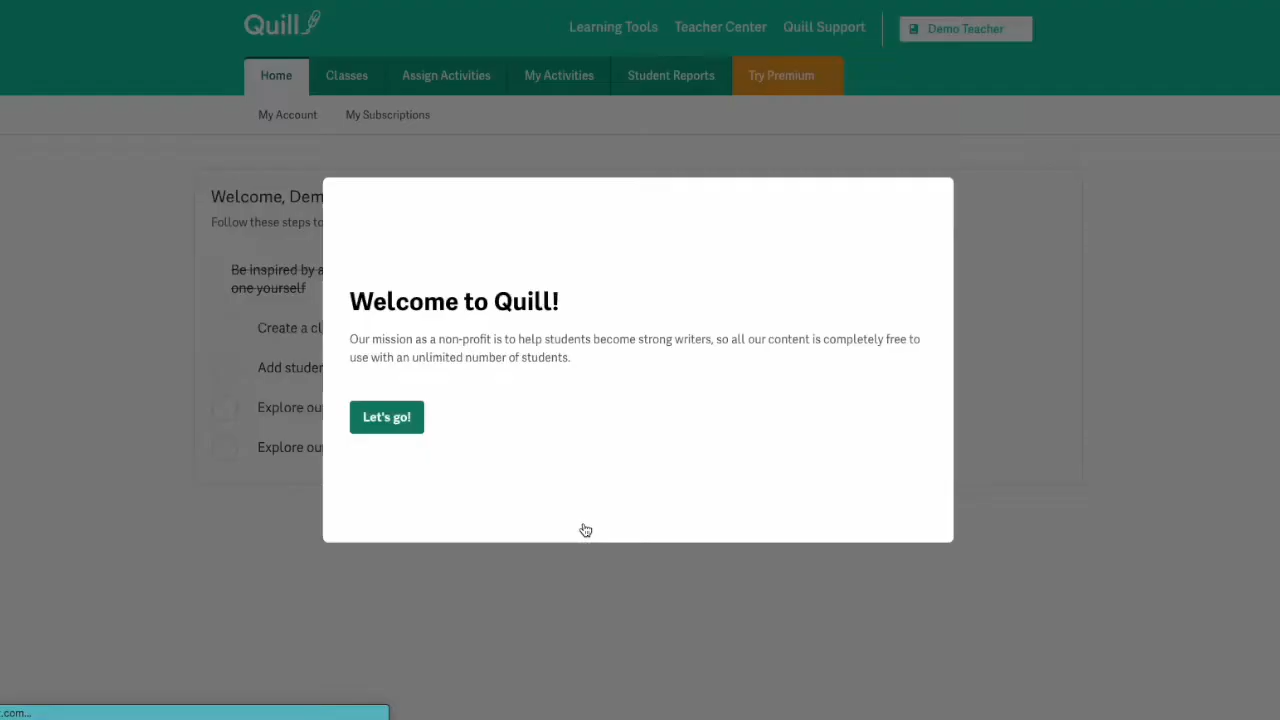 Quill
Learning Tools Teacher Center Quill Support Demo Teacher
Home Classes Assign Activities My Activities Student Reports Try Premium
My Account My Subscriptions
Welcome, Dem
Follow these steps to
Be inspired by a
one yourself
Create a cl
Add studen
Explore ou
Explore ou
Welcome to Quill!
Our mission as a non-profit is to help students become strong writers, so all our content is completely free to
use with an unlimited number of students.
Let's go!
.com...